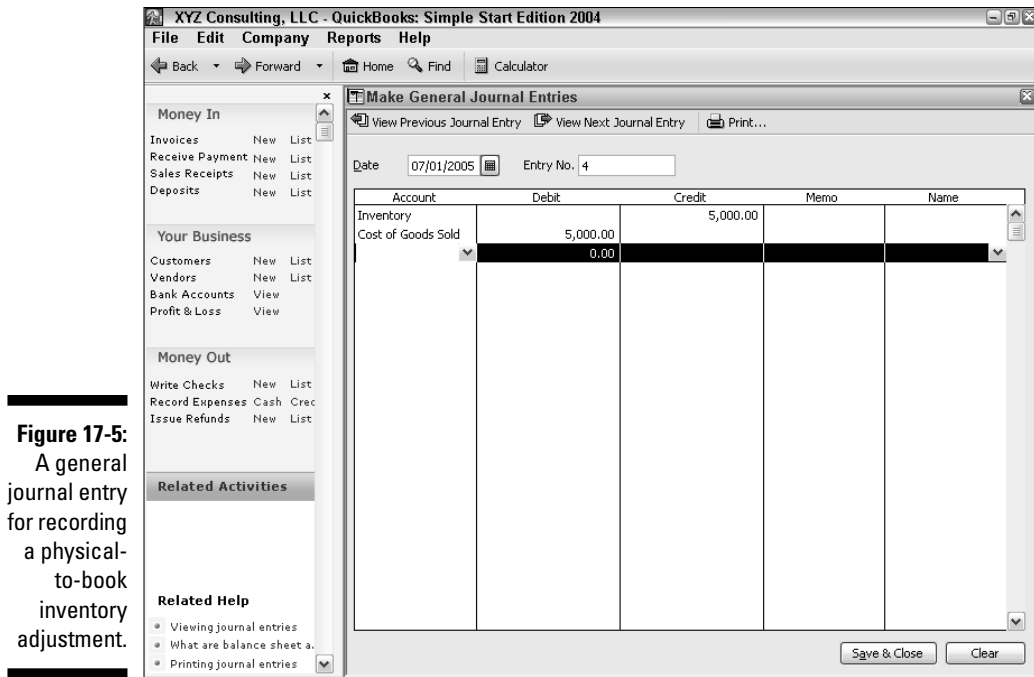 XYZ Consulting, LLC - QuickBooks: Simple Start Edition 2004
File Edit Company Reports Help
Back Forward Home Find Calculator
Money In
Invoices New List
Receive Payment New List
Sales Receipts New List
Deposits New List
Your Business
Customers New List
Vendors New List
Bank Accounts View
Profit & Loss View
Money Out
Write Checks New List
Record Expenses Cash Crec
Issue Refunds New List
Related Activities
Related Help
Viewing journal entries
What are balance sheet a.
Printing journal entries
Make General Journal Entries
View Previous Journal Entry View Next Journal Entry Print...
Date 07/01/2005 Entry No. 4
Account Debit Credit Memo Name
Inventory 5,000.00
Cost of Goods Sold 5,000.00
0.00
Save & Close Clear
Figure 17-5:
A general
journal entry
for recording
a physical-
to-book
inventory
adjustment.